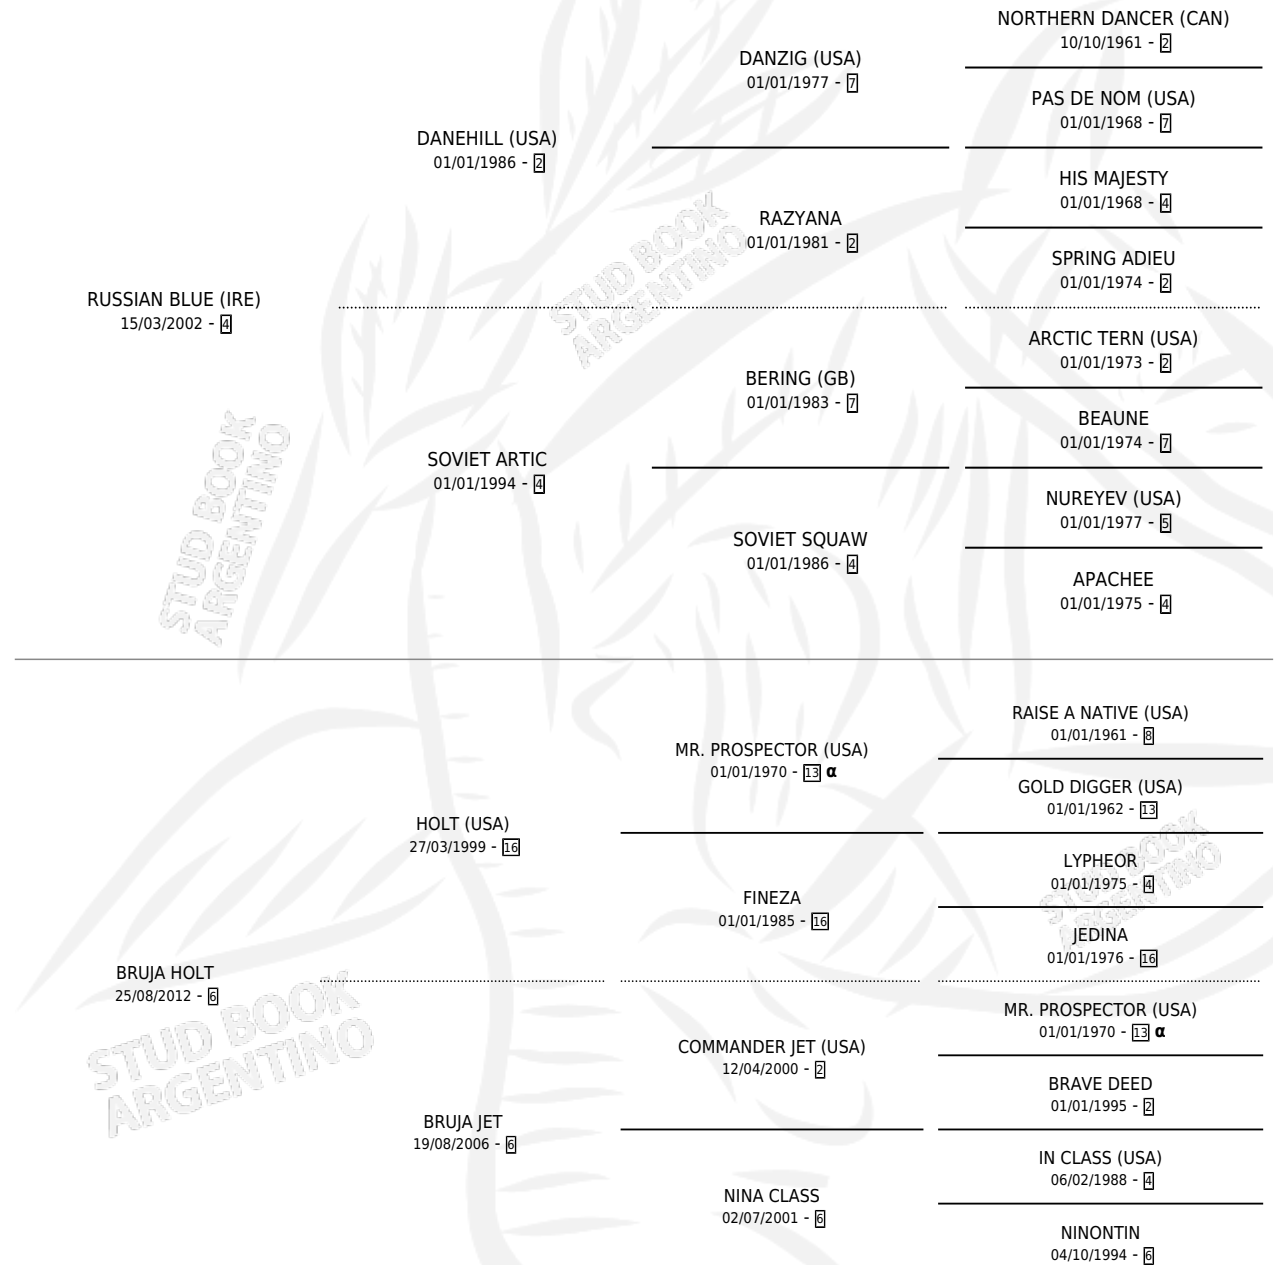 NORTHERN DANCER (CAN)
10/10/1961 - 2
DANZIG (USA)
01/01/1977 - 7
PAS DE NOM (USA)
01/01/1968 - 7
DANEHILL (USA)
01/01/1986 - 2
HIS MAJESTY
01/01/1968 - 4
RAZYANA
01/01/1981 - 2
SPRING ADIEU
01/01/1974 - 2
RUSSIAN BLUE (IRE)
15/03/2002 - 4
ARCTIC TERN (USA)
01/01/1973 - 2
BERING (GB)
01/01/1983 - 7
BEAUNE
01/01/1974 - 7
SOVIET ARTIC
01/01/1994 - 4
NUREYEV (USA)
01/01/1977 - 5
SOVIET SQUAW
01/01/1986 - 4
APACHEE
01/01/1975 - 4
STUD BOOK
ARGENTINO
STUD BOOK
ARGENTINO
RAISE A NATIVE (USA)
01/01/1961 - 8
MR. PROSPECTOR (USA)
01/01/1970 - 13 α
GOLD DIGGER (USA)
01/01/1962 - 13
HOLT (USA)
27/03/1999 - 16
LYPHEOR
01/01/1975 - 4
FINEZA
01/01/1985 - 16
JEDINA
01/01/1976 - 16
BRUJA HOLT
25/08/2012 - 6
MR. PROSPECTOR (USA)
01/01/1970 - 13 α
COMMANDER JET (USA)
12/04/2000 - 2
BRAVE DEED
01/01/1995 - 2
BRUJA JET
19/08/2006 - 6
IN CLASS (USA)
06/02/1988 - 4
NINA CLASS
02/07/2001 - 6
NINONTIN
04/10/1994 - 6
STUD BOOK
ARGENTINO
STUD BOOK
ARGENTINO